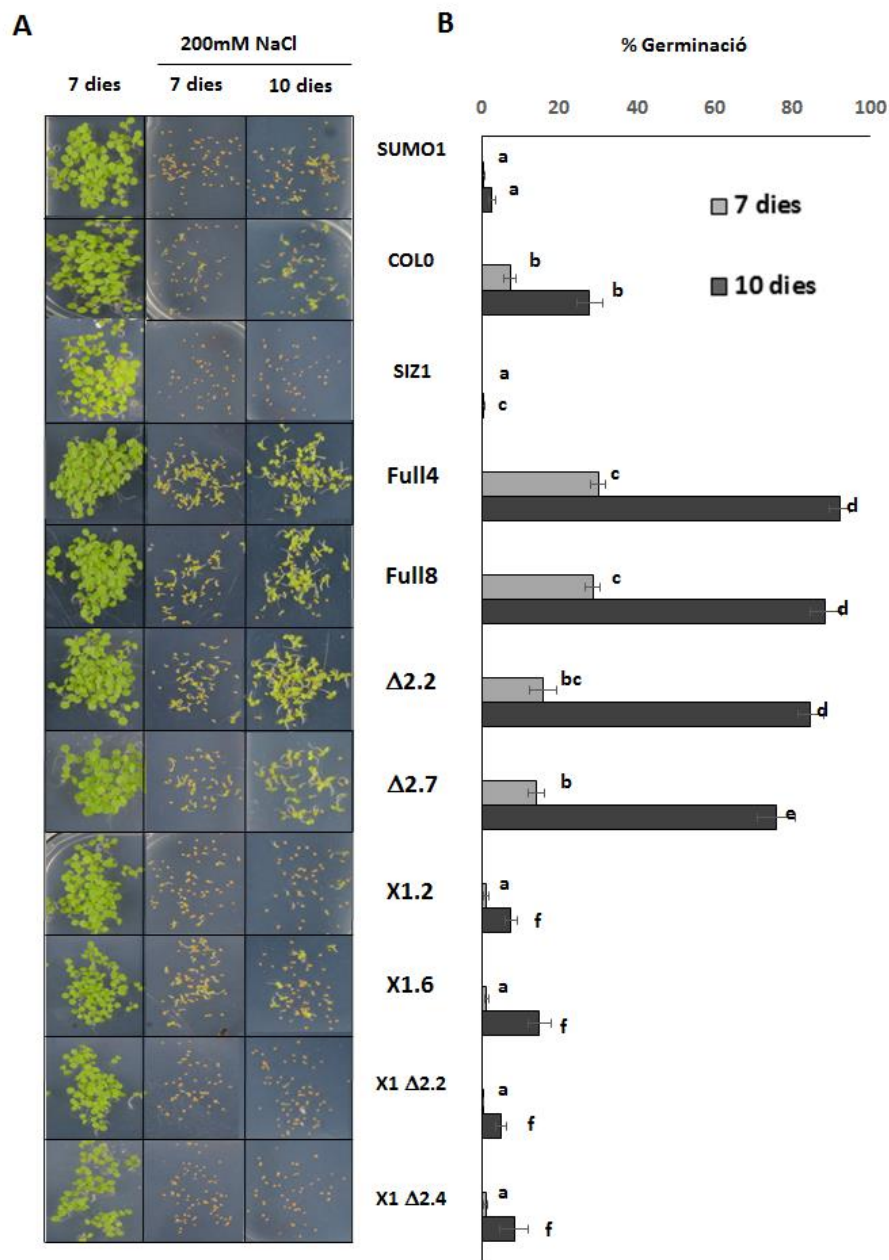 A
B
200mM NaCl
% Germinació
7 dies
7 dies
10 dies
0
20
40
60
80
100
SUMO1
a
a
7 dies
COL0
b
b
10 dies
SIZ1
a
c
Full4
c
d
Full8
c
d
Δ2.2
bc
d
Δ2.7
b
e
X1.2
a
f
X1.6
a
f
X1 Δ2.2
a
f
X1 Δ2.4
a
f